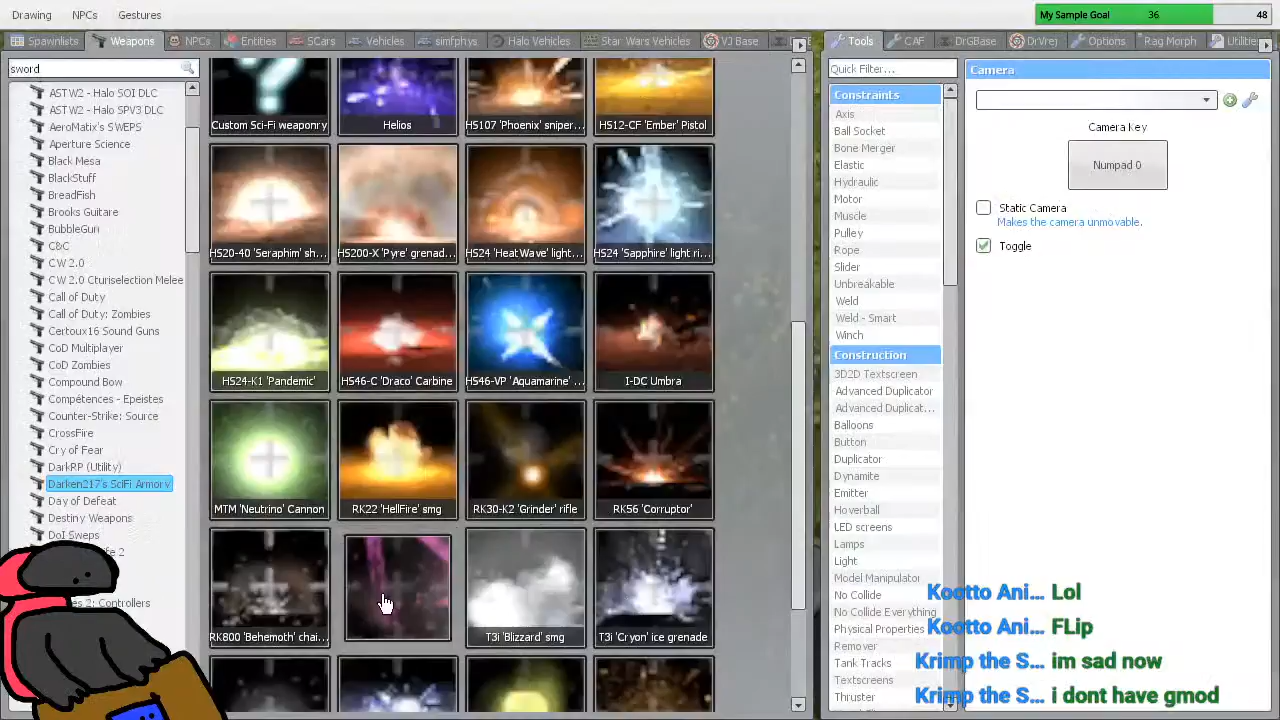 Drawing NPCs Gestures
My Sample Goal 36 48
Spawnlists Weapons NPCs Entities SCars Vehicles simfphys Halo Vehicles Star Wars Vehicles VJ Base
Tools CAF DrGBase DrVrej Options Rag Morph Utilitie
sword
Quick Filter...
Camera
ASTW2 - Halo SCI DLC
ASTW2 - Halo SPV3 DLC
AeroMatix's SWEPS
Aperture Science
Black Mesa
BlackStuff
BreadFish
Brooks Guitare
BubbleGun
C&C
CW 2.0
CW 2.0 Cturiselection Melee
Call of Duty
Call of Duty: Zombies
Certoux16 Sound Guns
CoD Multiplayer
CoD Zombies
Compound Bow
Compétences - Epéistes
Counter-Strike: Source
CrossFire
Cry of Fear
DarkRP (Utility)
Darken217's SciFi Armory
Day of Defeat
Destiny Weapons
DoI Sweps
fe 2
es 2: Controllers
Custom Sci-Fi weaponry Helios HS107 'Phoenix' sniper... HS12-CF 'Ember' Pistol
HS20-40 'Seraphim' sh... HS200-X 'Pyre' grenad... HS24 'HeatWave' light... HS24 'Sapphire' light ri...
HS24-K1 'Pandemic' HS46-C 'Draco' Carbine HS46-VP 'Aquamarine' ... I-DC Umbra
MTM 'Neutrino' Cannon RK22 'HellFire' smg RK30-K2 'Grinder' rifle RK56 'Corruptor'
RK800 'Behemoth' chai... T3i 'Blizzard' smg T3i 'Cryon' ice grenade
Constraints
Axis
Ball Socket
Bone Merger
Elastic
Hydraulic
Motor
Muscle
Pulley
Rope
Slider
Unbreakable
Weld
Weld - Smart
Winch
Construction
3D2D Textscreen
Advanced Duplicator
Advanced Duplicat...
Balloons
Button
Duplicator
Dynamite
Emitter
Hoverball
LED screens
Lamps
Light
Model Manipulator
No Collide
No Collide Everything
Physical Properties
Remover
Tank Tracks
Textscreens
Thruster
Camera Key
Numpad 0
Static Camera
Makes the camera unmovable.
Toggle
Kootto Ani... Lol
Kootto Ani... FLip
Krimp the S... im sad now
Krimp the S... i dont have gmod